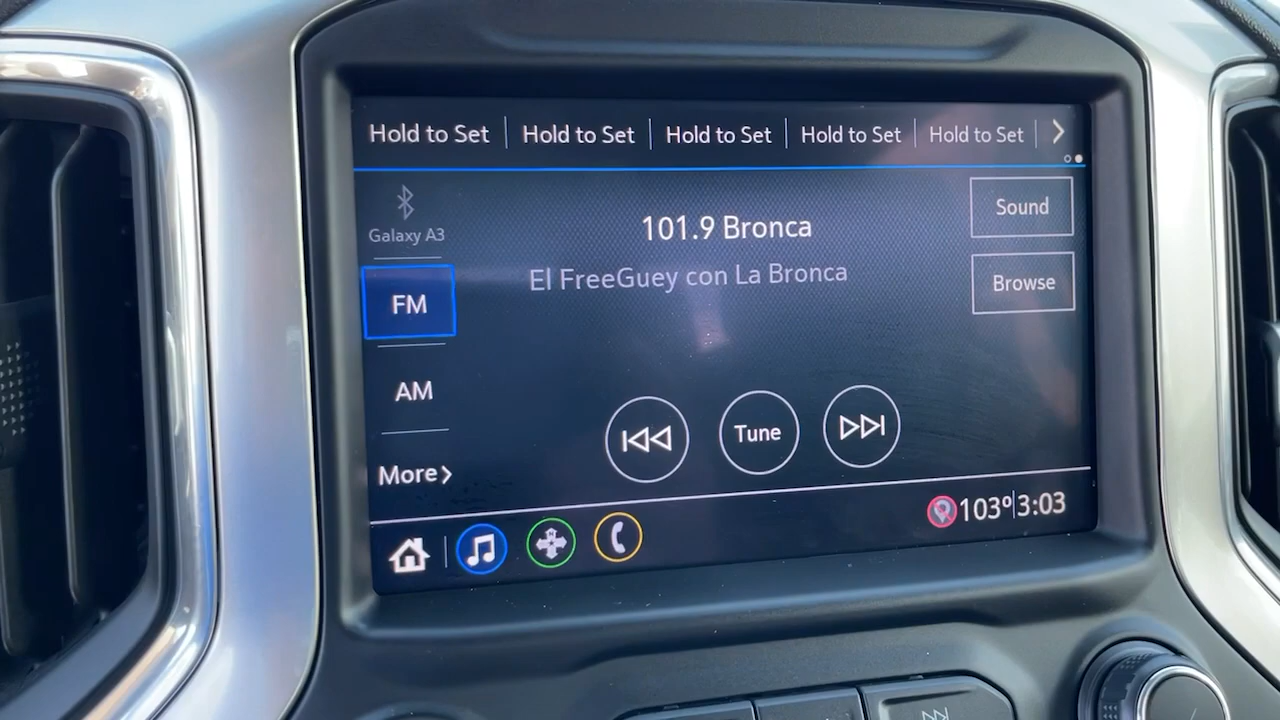 Hold to Set Hold to Set Hold to Set Hold to Set Hold to Set
Galaxy A3
FM
AM
More
101.9 Bronca
El FreeGuey con La Bronca
Sound
Browse
Tune
103° 3:03